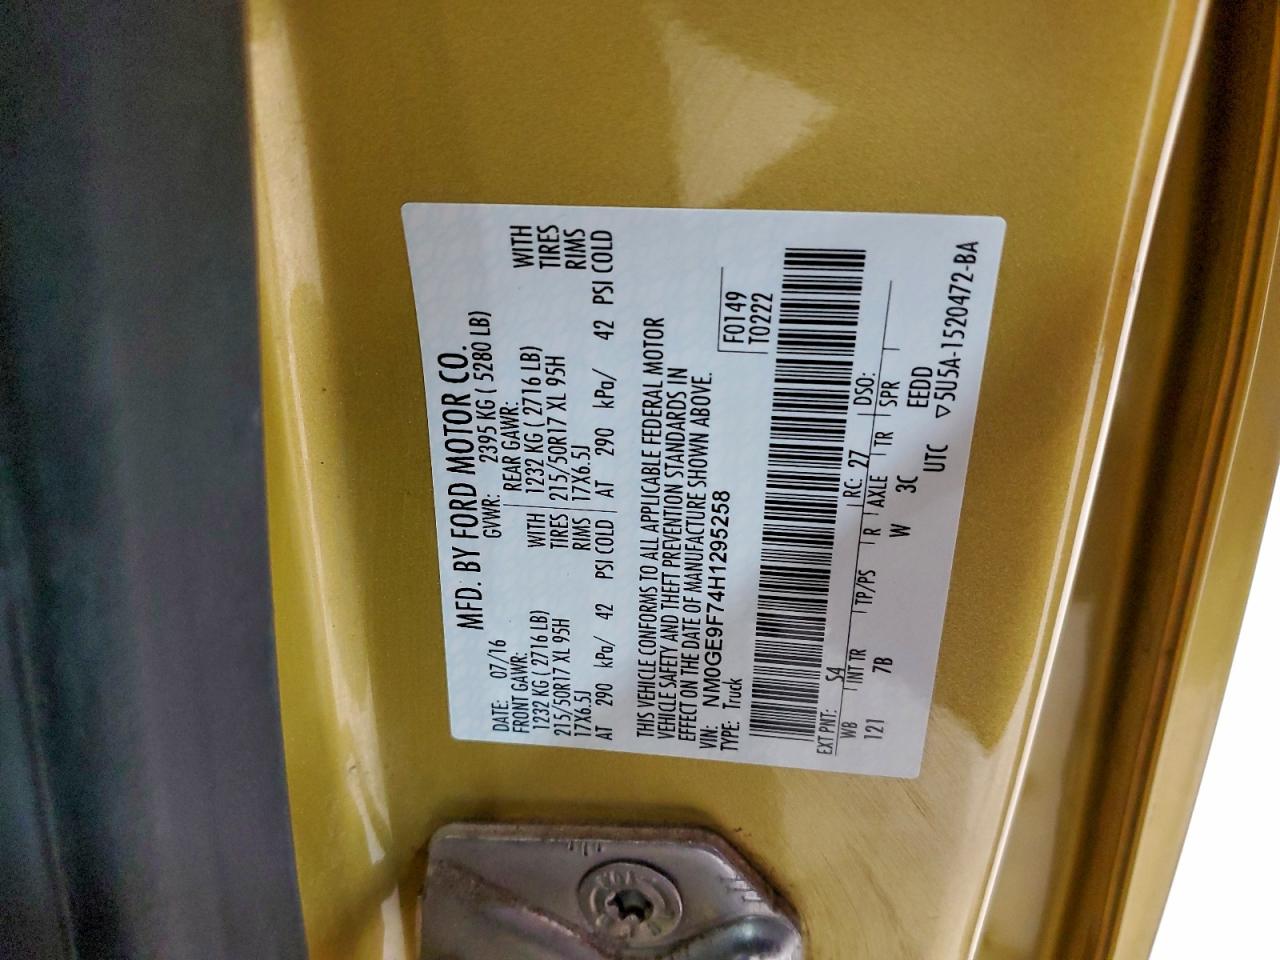 MFD. BY FORD MOTOR CO.
DATE: 07/16 GVWR: 2395 KG ( 5280 LB)
FRONT GAWR: REAR GAWR:
1232 KG ( 2716 LB) WITH 1232 KG ( 2716 LB) WITH
215/50R17 XL 95H TIRES 215/50R17 XL 95H TIRES
17X6.5J RIMS 17X6.5J RIMS
AT 290 kPa/ 42 PSI COLD AT 290 kPa/ 42 PSI COLD
THIS VEHICLE CONFORMS TO ALL APPLICABLE FEDERAL MOTOR
VEHICLE SAFETY AND THEFT PREVENTION STANDARDS IN
EFFECT ON THE DATE OF MANUFACTURE SHOWN ABOVE.
VIN: NM0GE9F74H1295258
TYPE: Truck
F0149
T0222
EXT PNT: S4 RC: 27 DSO:
WB INT TR TP/PS R AXLE TR SPR
121 7B W 3C EEDD
UTC ▽5U5A-1520472-BA